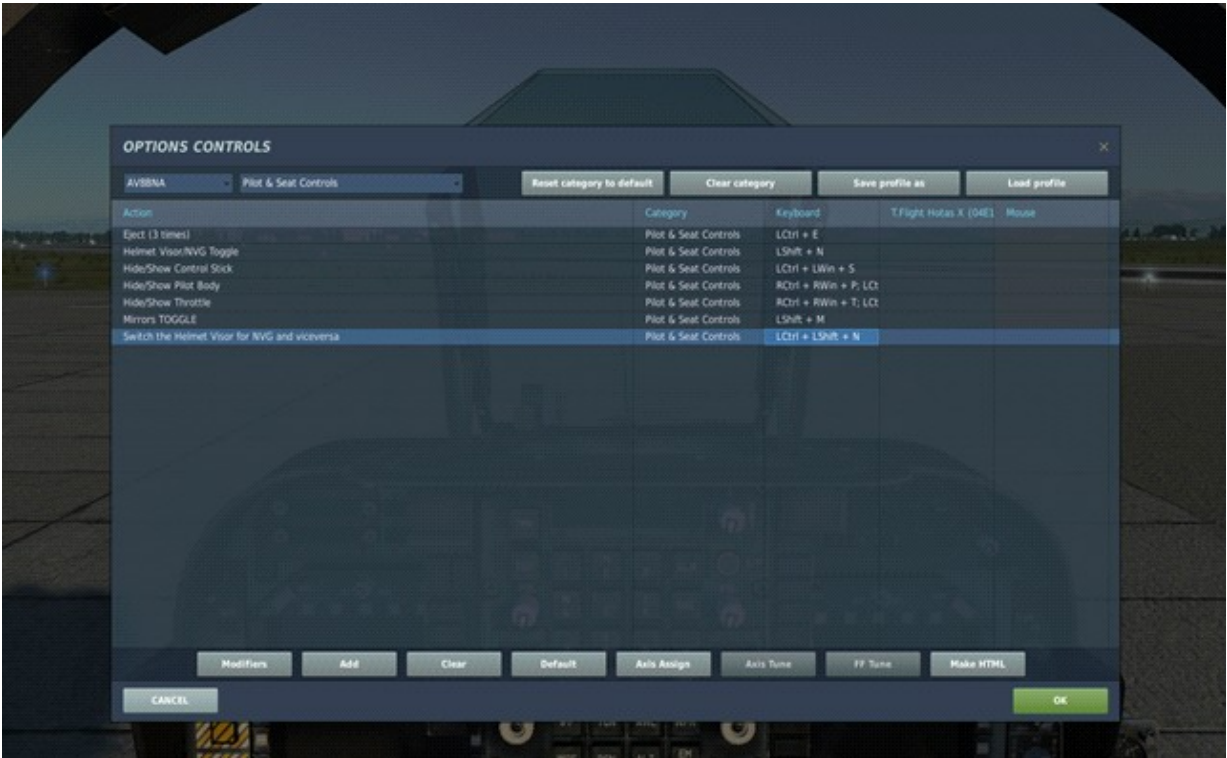 OPTIONS CONTROLS ×
AV8BNA Pilot & Seat Controls Reset category to default Clear category Save profile as Load profile
Action Category Keyboard T.Flight Hotas X (04E1 Mouse
Eject (3 times) Pilot & Seat Controls LCtrl + E
Helmet Visor/NVG Toggle Pilot & Seat Controls LShift + N
Hide/Show Control Stick Pilot & Seat Controls LCtrl + LWin + S
Hide/Show Pilot Body Pilot & Seat Controls RCtrl + RWin + P; LCt
Hide/Show Throttle Pilot & Seat Controls RCtrl + RWin + T; LCt
Mirrors TOGGLE Pilot & Seat Controls LShift + M
Switch the Helmet Visor for NVG and viceversa Pilot & Seat Controls LCtrl + LShift + N
Modifiers Add Clear Default Axis Assign Axis Tune FF Tune Make HTML
CANCEL OK